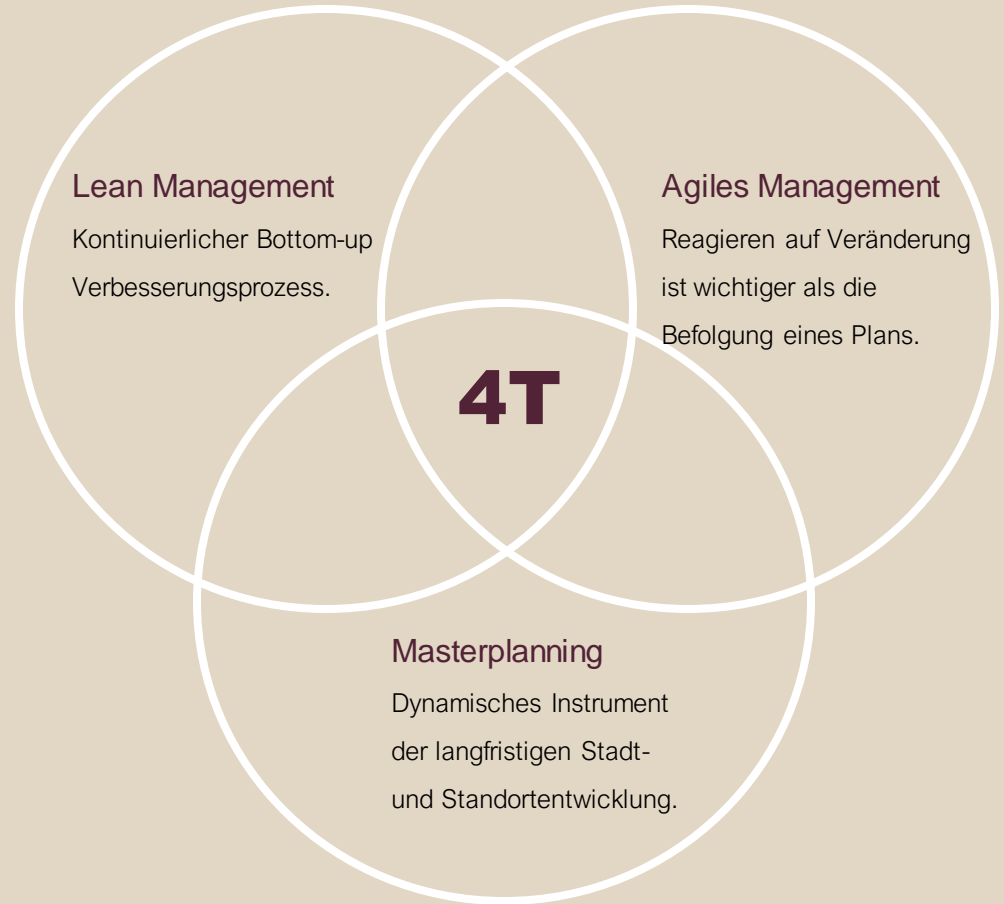 Lean Management
Kontinuierlicher Bottom-up
Verbesserungsprozess.
Agiles Management
Reagieren auf Veränderung
ist wichtiger als die
Befolgung eines Plans.
4T
Masterplanning
Dynamisches Instrument
der langfristigen Stadt-
und Standortentwicklung.